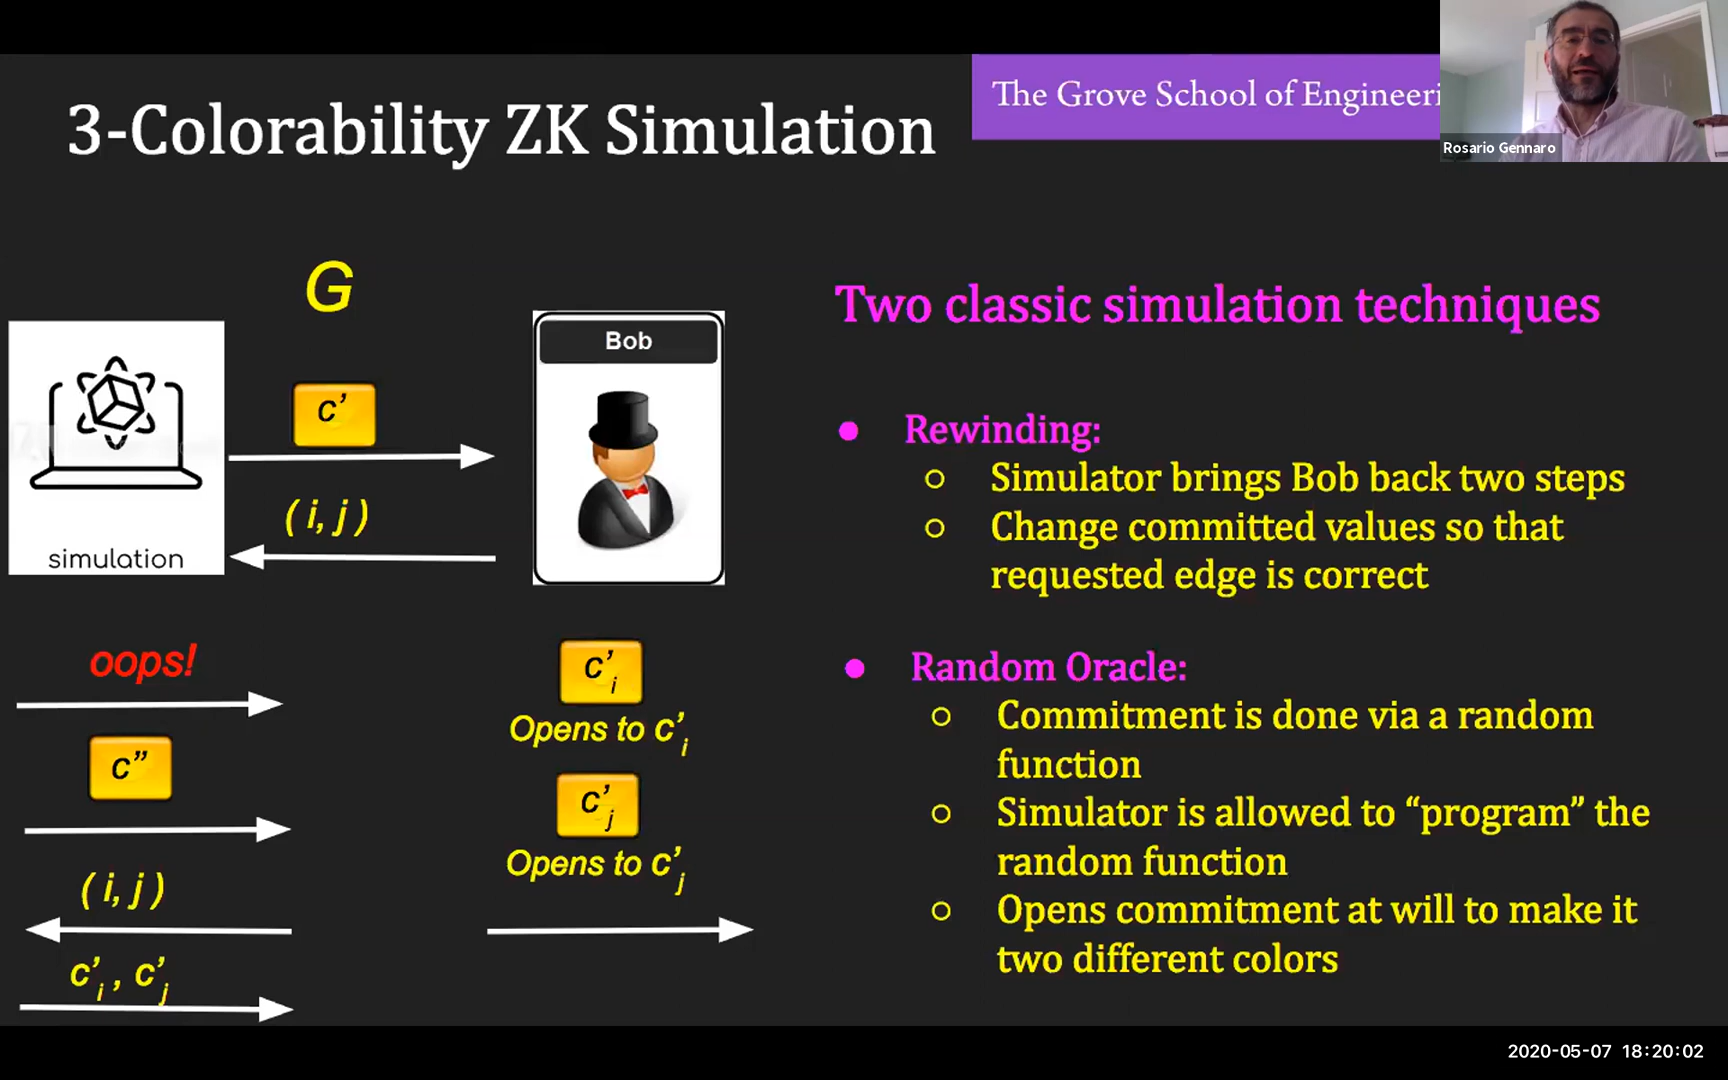 3-Colorability ZK Simulation
The Grove School of Engineeri
Rosario Gennaro
G
Bob
c’
( i, j )
simulation
oops!
c”
( i, j )
c’i , c’j
c’i
Opens to c’i
c’j
Opens to c’j
Two classic simulation techniques
● Rewinding:
○ Simulator brings Bob back two steps
○ Change committed values so that
requested edge is correct
● Random Oracle:
○ Commitment is done via a random
function
○ Simulator is allowed to “program” the
random function
○ Opens commitment at will to make it
two different colors
2020-05-07 18:20:02